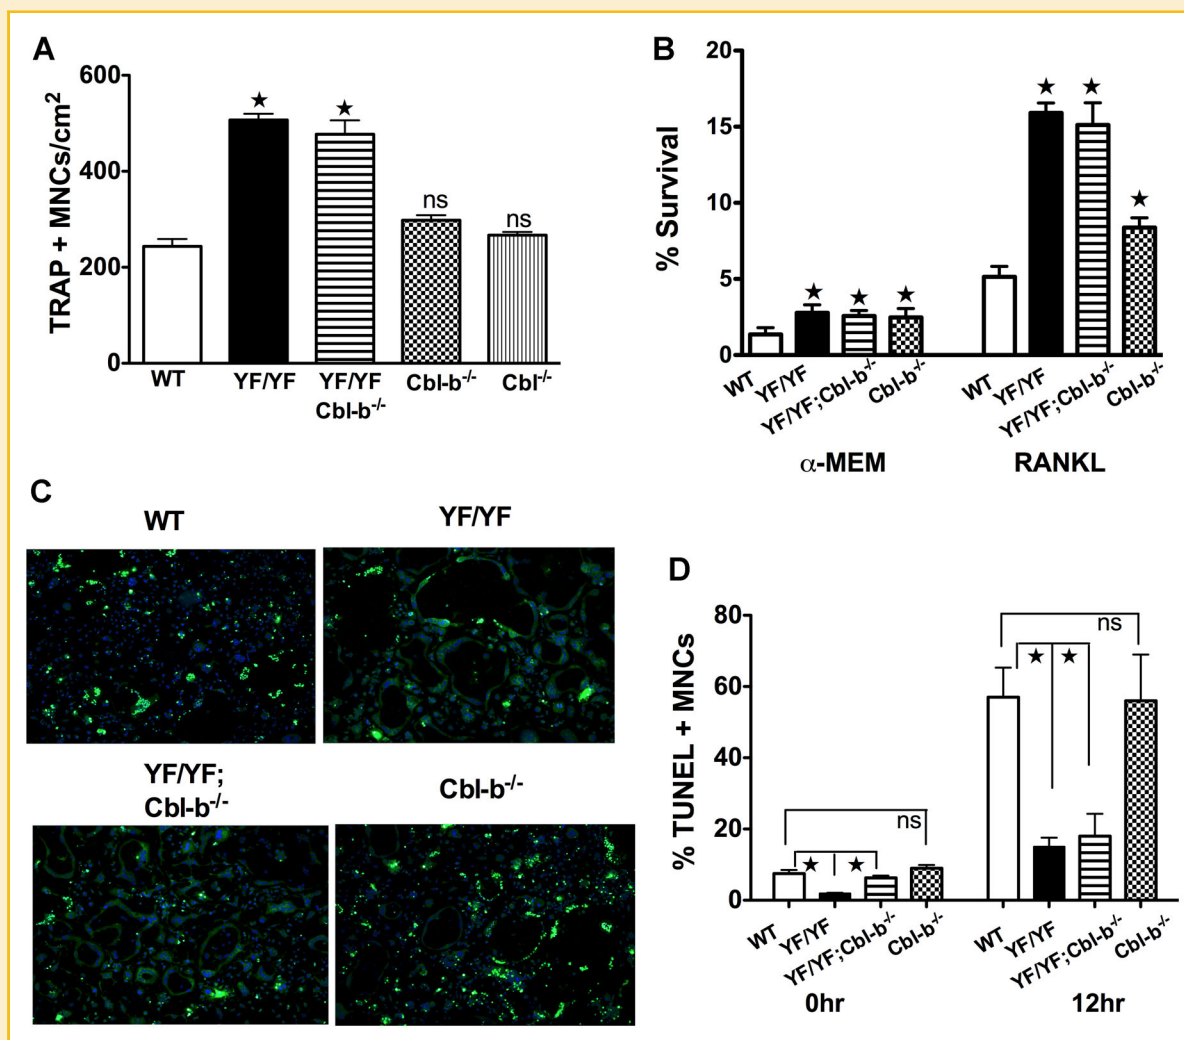 A
TRAP + MNCs/cm2
600
400
200
0
★
★
ns
ns
WT
YF/YF
YF/YF
Cbl-b-/-
Cbl-b-/-
Cbl-/-
B
% Survival
20
15
10
5
0
★
★
★
★
★
★
WT
YF/YF
YF/YF;Cbl-b-/-
Cbl-b-/-
WT
YF/YF
YF/YF;Cbl-b-/-
Cbl-b-/-
α-MEM
RANKL
C
WT
YF/YF
YF/YF;
Cbl-b-/-
Cbl-b-/-
D
% TUNEL + MNCs
80
60
40
20
0
ns
★ ★
ns
★ ★
WT
YF/YF
YF/YF;Cbl-b-/-
Cbl-b-/-
WT
YF/YF
YF/YF;Cbl-b-/-
Cbl-b-/-
0hr
12hr